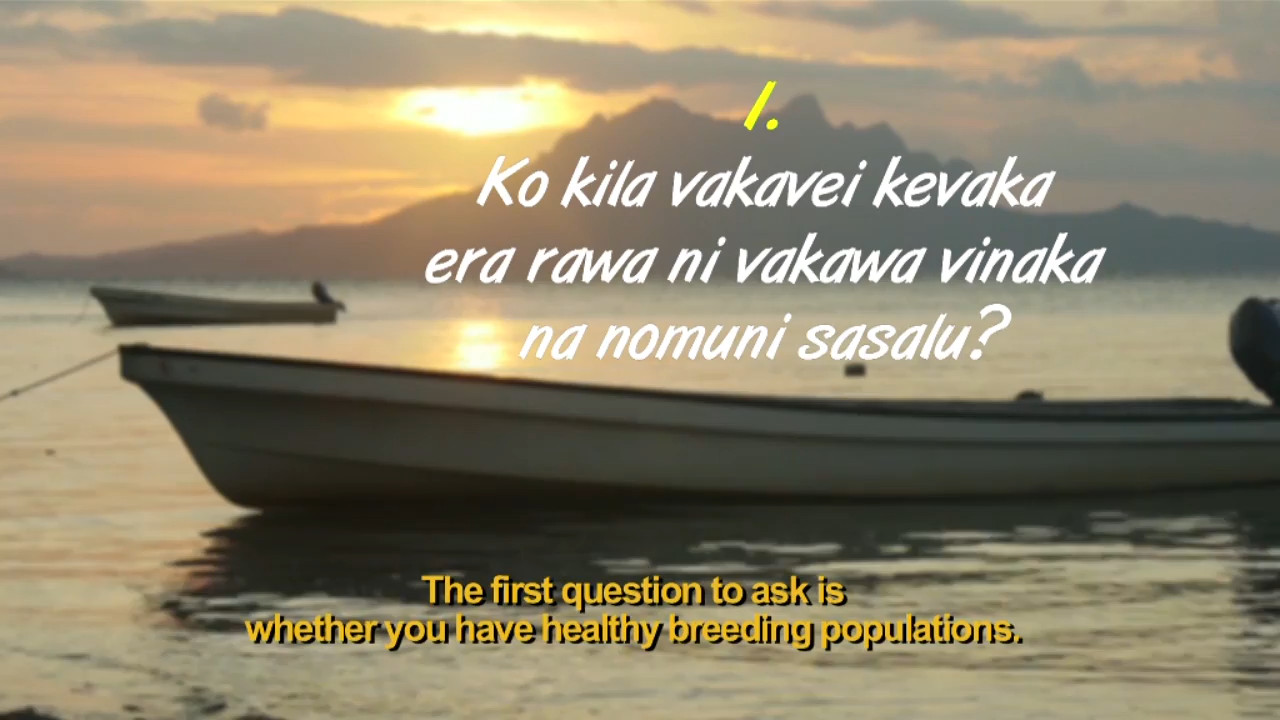 1.
Ko kila vakavei kevaka
era rawa ni vakawa vinaka
na nomuni sasalu?
The first question to ask is
whether you have healthy breeding populations.